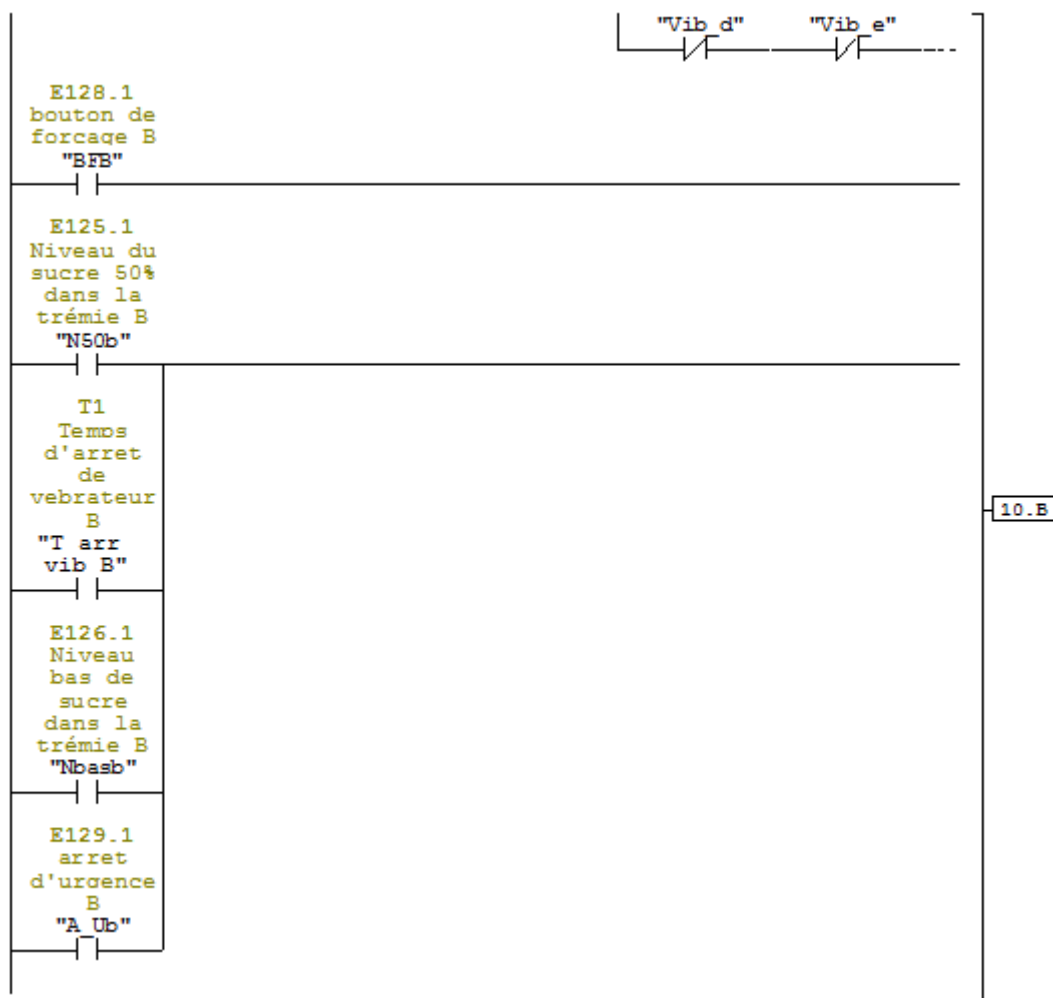 "Vib_d" "Vib_e"
E128.1
bouton de
forcage B
"BFB"
E125.1
Niveau du
sucre 50%
dans la
trémie B
"N50b"
T1
Temps
d'arret
de
vebrateur
B
"T arr
vib B"
10.B
E126.1
Niveau
bas de
sucre
dans la
trémie B
"Nbasb"
E129.1
arret
d'urgence
B
"A_Ub"